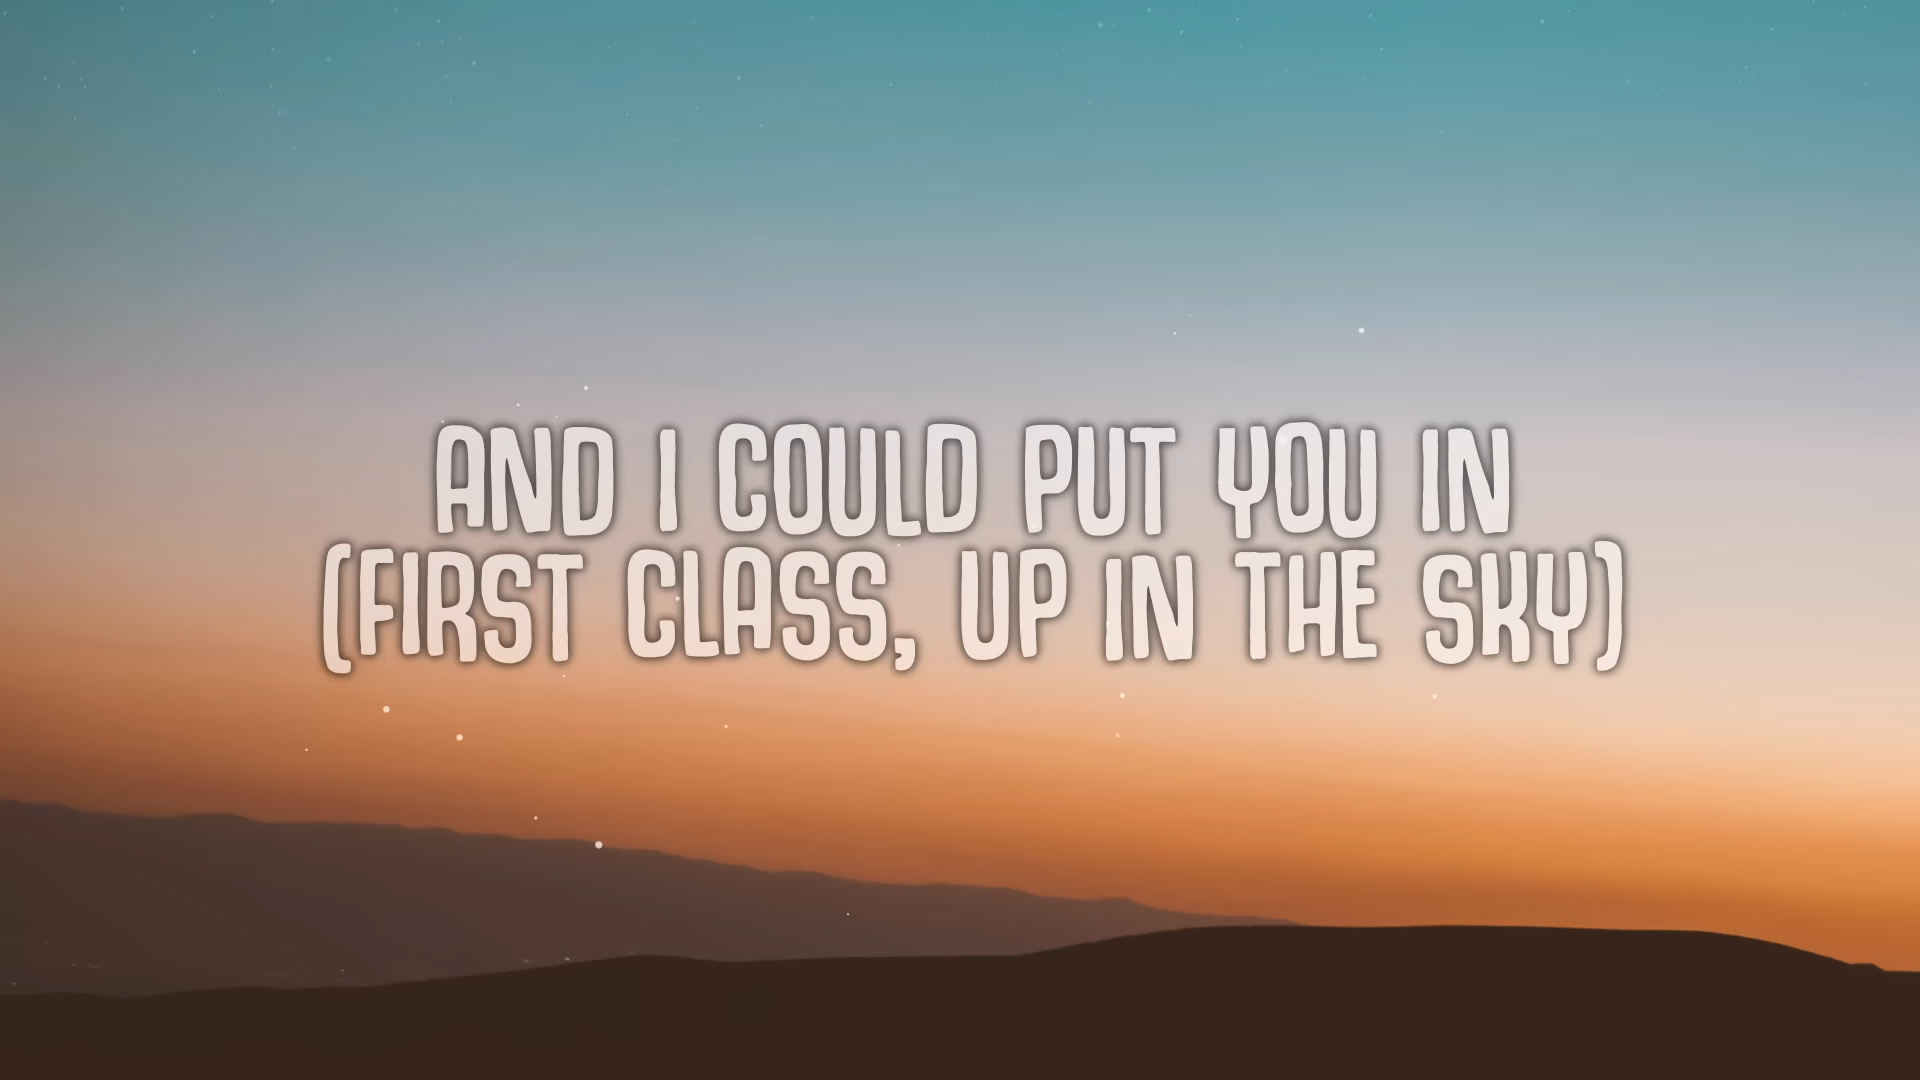 AND I COULD PUT YOU IN
(FIRST CLASS, UP IN THE SKY)